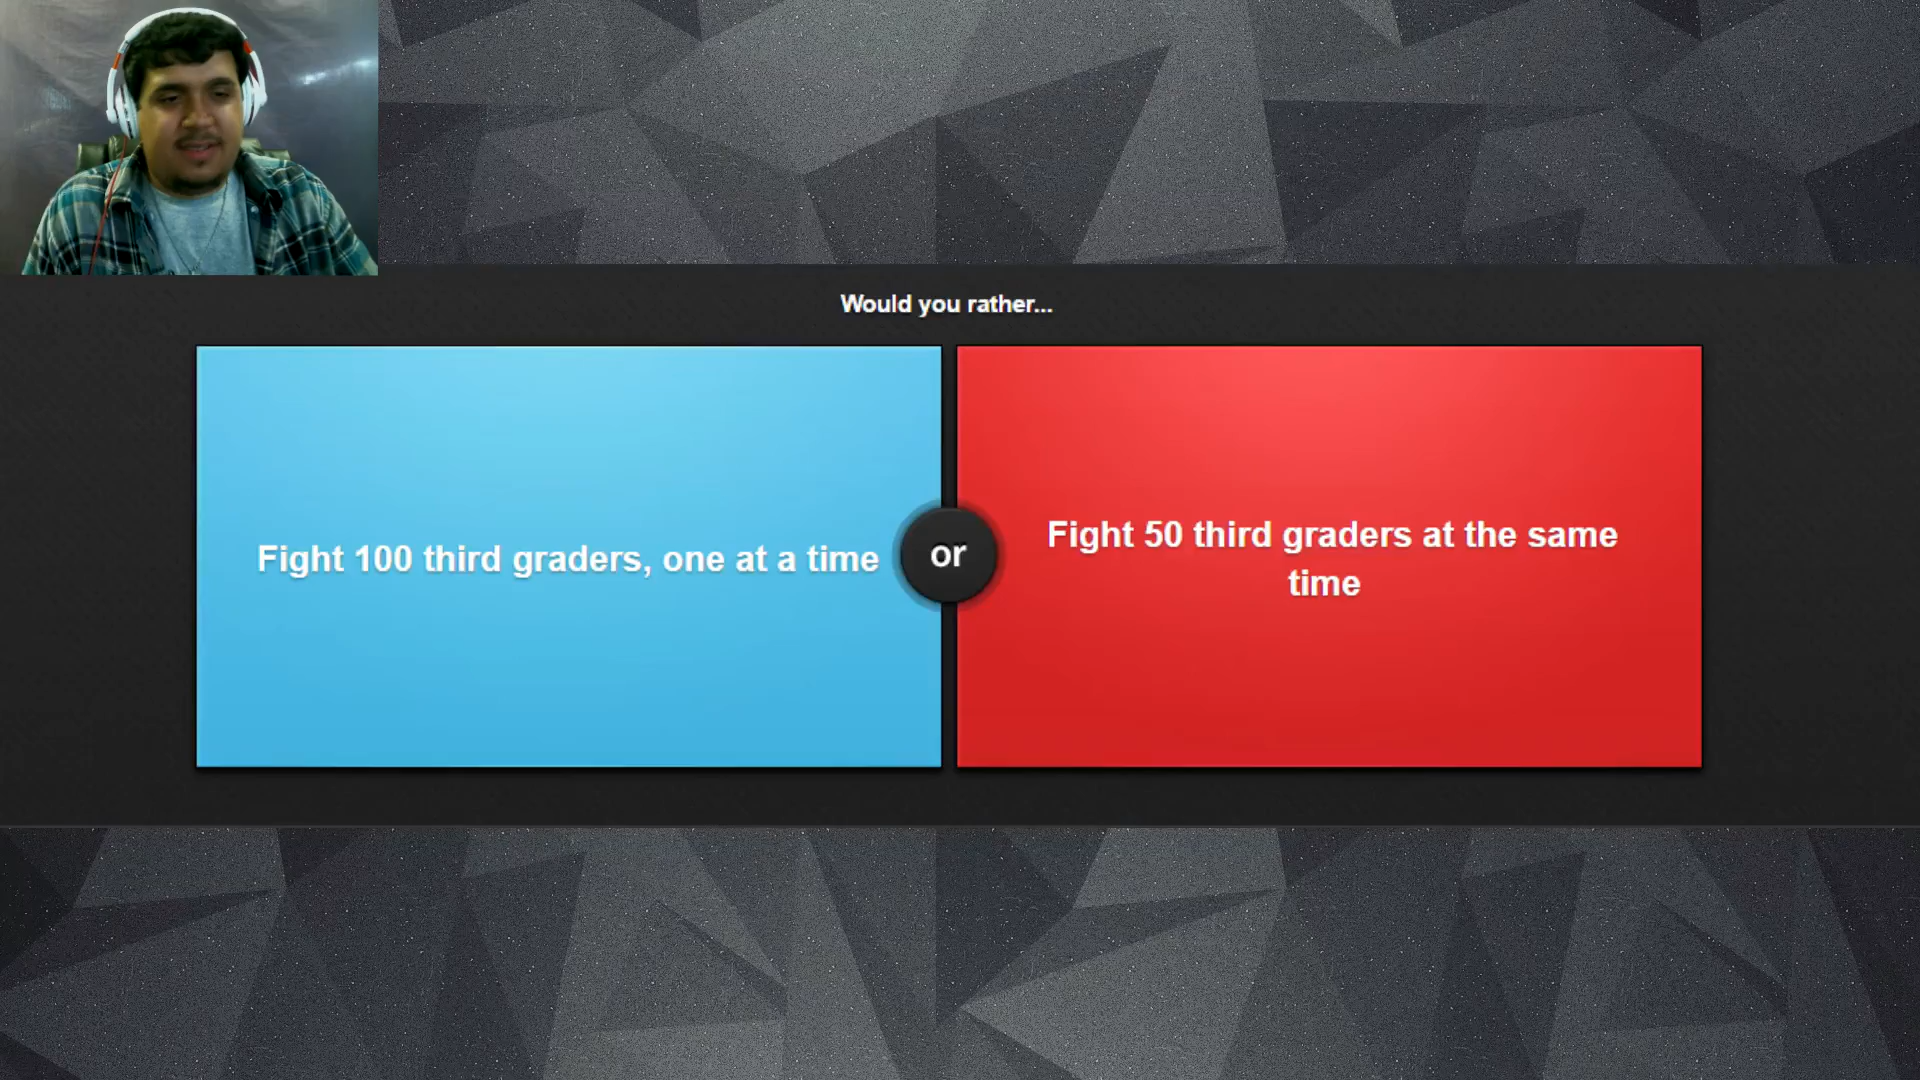 Would you rather...
Fight 100 third graders, one at a time
or
Fight 50 third graders at the same
time